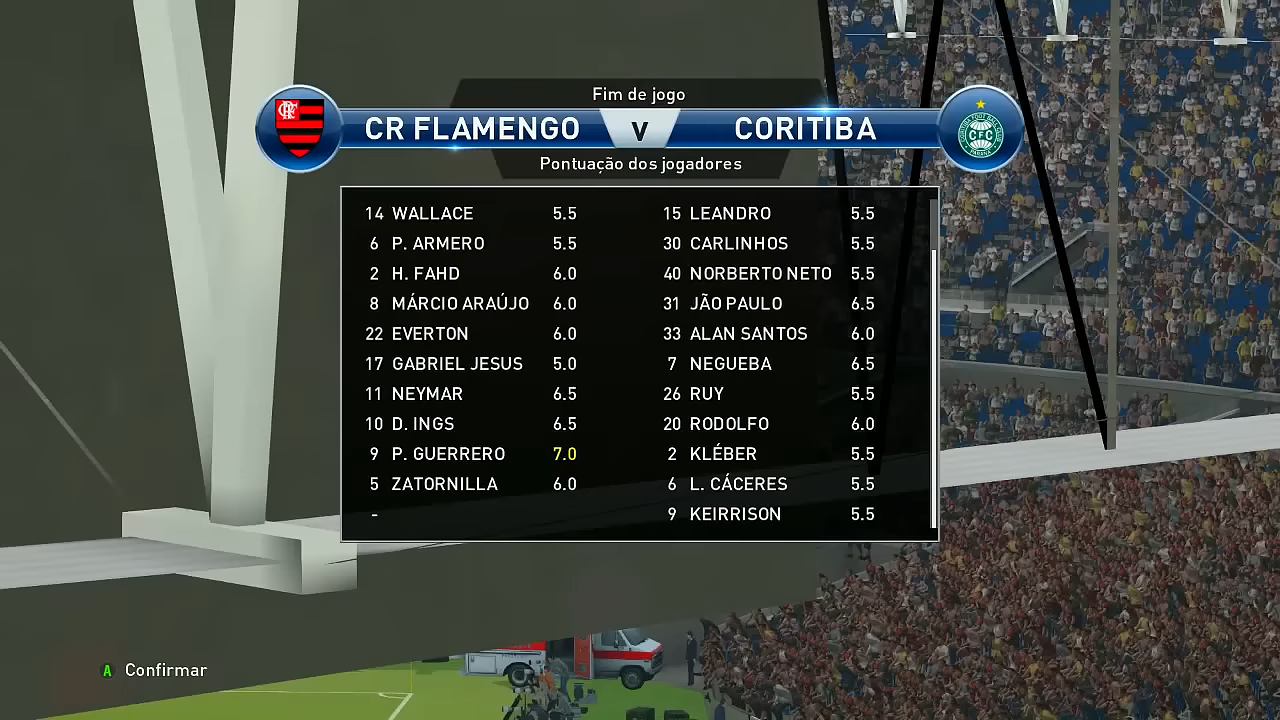 Fim de jogo
CR FLAMENGO V CORITIBA
Pontuação dos jogadores
14 WALLACE 5.5 15 LEANDRO 5.5
6 P. ARMERO 5.5 30 CARLINHOS 5.5
2 H. FAHD 6.0 40 NORBERTO NETO 5.5
8 MÁRCIO ARAÚJO 6.0 31 JÃO PAULO 6.5
22 EVERTON 6.0 33 ALAN SANTOS 6.0
17 GABRIEL JESUS 5.0 7 NEGUEBA 6.5
11 NEYMAR 6.5 26 RUY 5.5
10 D. INGS 6.5 20 RODOLFO 6.0
9 P. GUERRERO 7.0 2 KLÉBER 5.5
5 ZATORNILLA 6.0 6 L. CÁCERES 5.5
- 9 KEIRRISON 5.5
A Confirmar